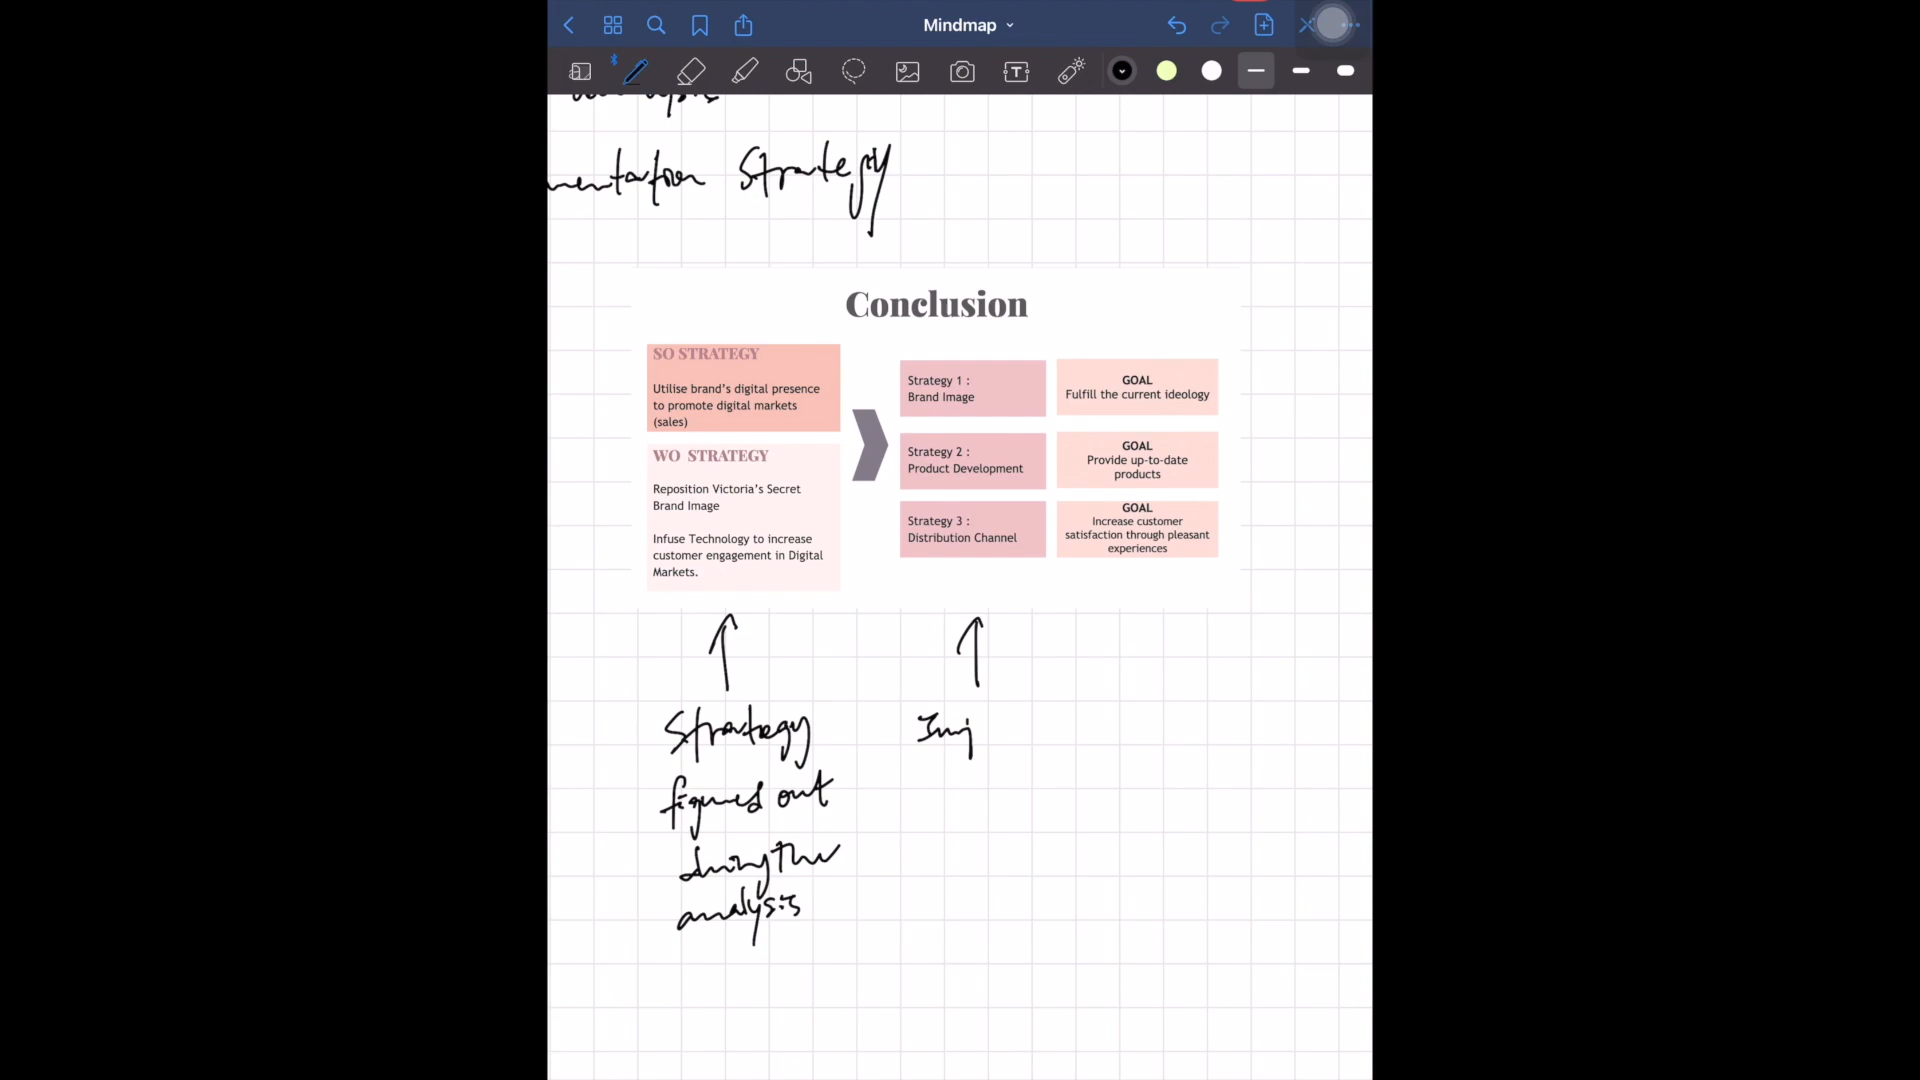 Mindmap
analysis
mentation Strategy
Conclusion
SO STRATEGY
Utilise brand's digital presence
to promote digital markets
(sales)
WO STRATEGY
Reposition Victoria's Secret
Brand Image
Infuse Technology to increase
customer engagement in Digital
Markets.
Strategy 1 :
Brand Image
GOAL
Fulfill the current ideology
Strategy 2 :
Product Development
GOAL
Provide up-to-date
products
Strategy 3 :
Distribution Channel
GOAL
Increase customer
satisfaction through pleasant
experiences
Strategy
figured out
during the
analysis